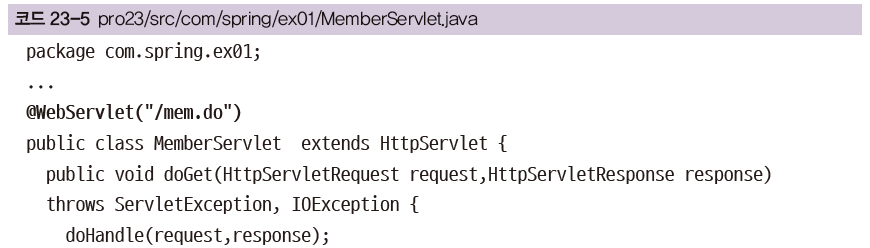 코드 23-5 pro23/src/com/spring/ex01/MemberServlet.java
package com.spring.ex01;
...
@WebServlet("/mem.do")
public class MemberServlet  extends HttpServlet {
  public void doGet(HttpServletRequest request,HttpServletResponse response)
  throws ServletException, IOException {
    doHandle(request,response);